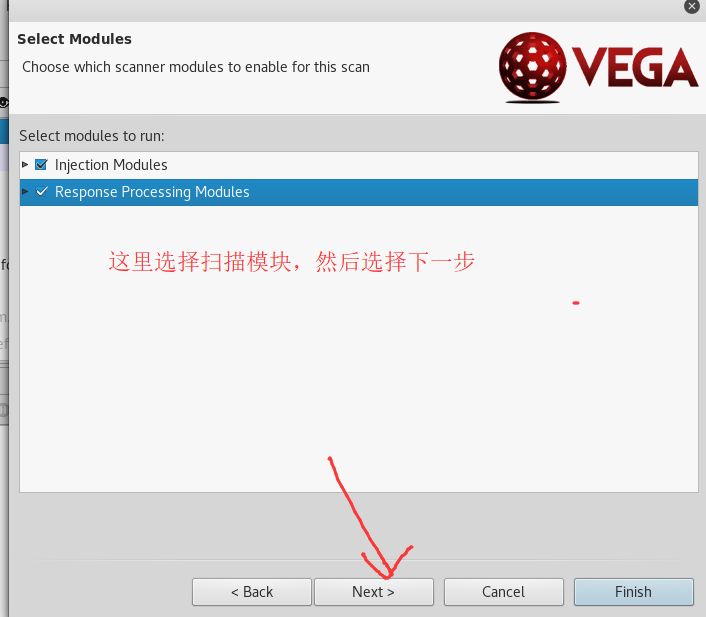 Select Modules
Choose which scanner modules to enable for this scan
VEGA
Select modules to run:
Injection Modules
Response Processing Modules
这里选择扫描模块，然后选择下一步
< Back
Next >
Cancel
Finish